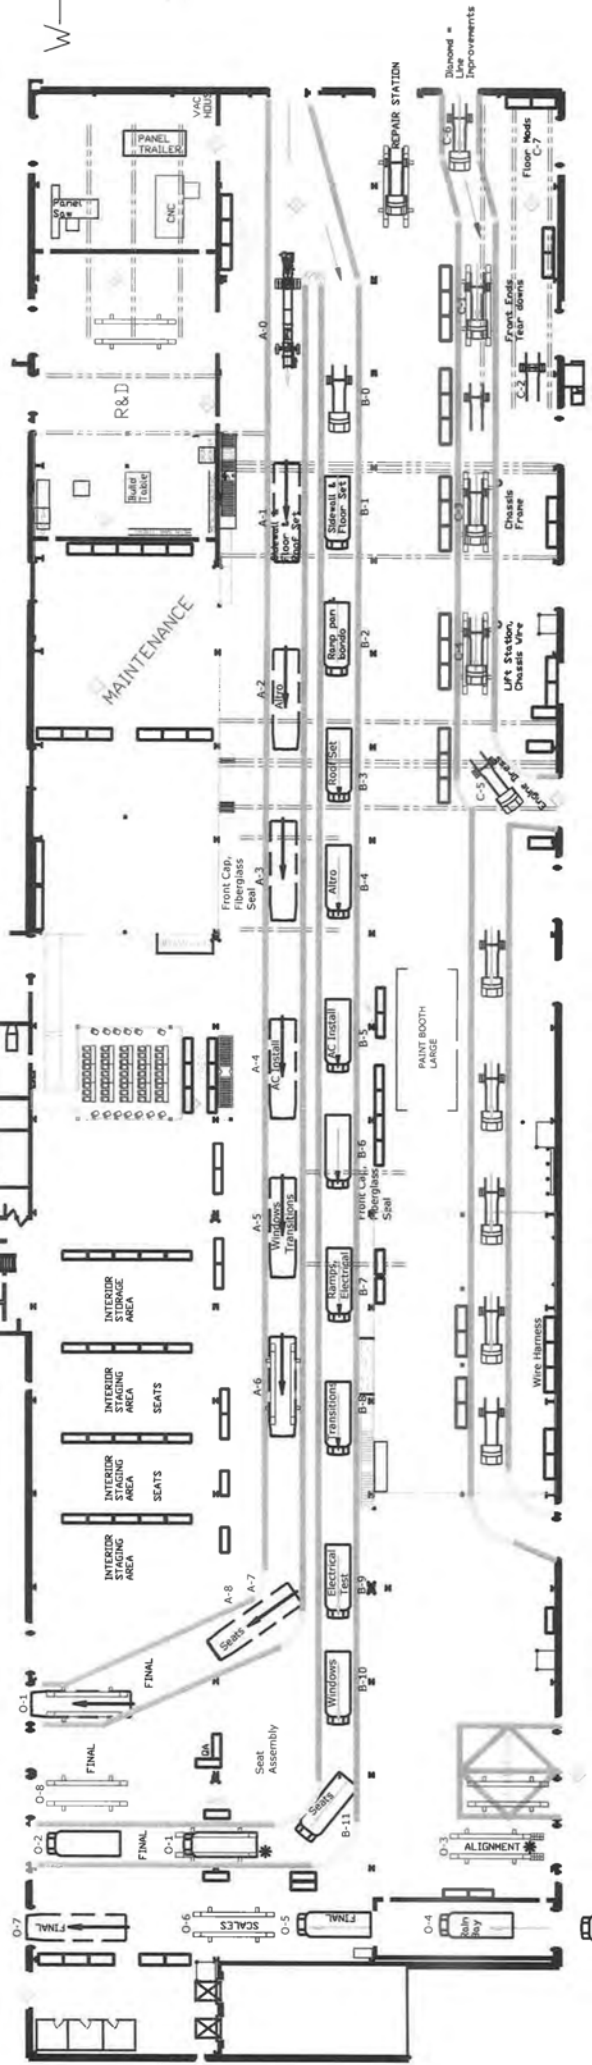 W
Diamond =
Line
Improvements
VAC
HOUS
PANEL
TRAILER
Panel
Saw
CNC
REPAIR STATION
C-6
Floor Mods
C-7
A-0
C-1
Front Ends
Tear downs
R&D
B-0
C-2
Build
Table
A-1
Sidewall &
Floor &
Roof Set
Sidewall &
Floor Set
B-1
C-3
Chassis
Frame
MAINTENANCE
A-2
Altro
Ramp pan &
bondo
B-2
C-4
Lift Station,
Chassis Wire
Roof Set
B-3
C-5
Engine Dress
Front Cap,
Fiberglass
Seal
A-3
Altro
B-4
A-4
AC Install
AC Install
B-5
PAINT BOOTH
LARGE
B-6
Front Cap,
Fiberglass
Seal
A-5
Windows
Transitions
INTERIOR
STORAGE
AREA
Ramps,
Electrical
B-7
A-6
INTERIOR
STAGING
AREA
SEATS
Transitions
B-8
Wire Harness
INTERIOR
STAGING
AREA
SEATS
INTERIOR
STAGING
AREA
A-8
A-7
Seats
Electrical
Test
B-9
O-1
FINAL
Windows
B-10
QA
Seat
Assembly
FINAL
O-8
Seats
B-11
O-2
FINAL
O-1
O-3
ALIGNMENT
O-7
FINAL
O-6
SCALES
O-5
FINAL
O-4
Rain
Bay